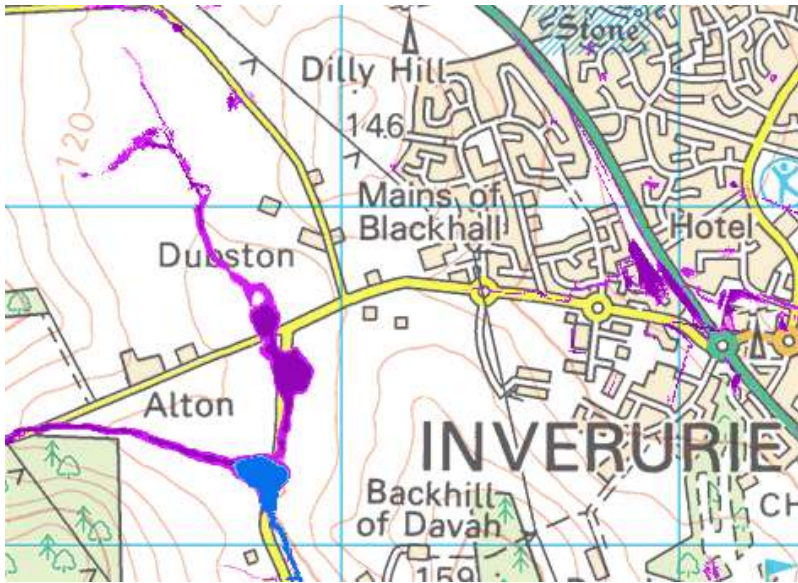 Stone
Dilly Hill
120
146
Mains of
Blackhall
Hotel
Dubston
Alton
INVERURIE
Backhill
of Davah
CH
159